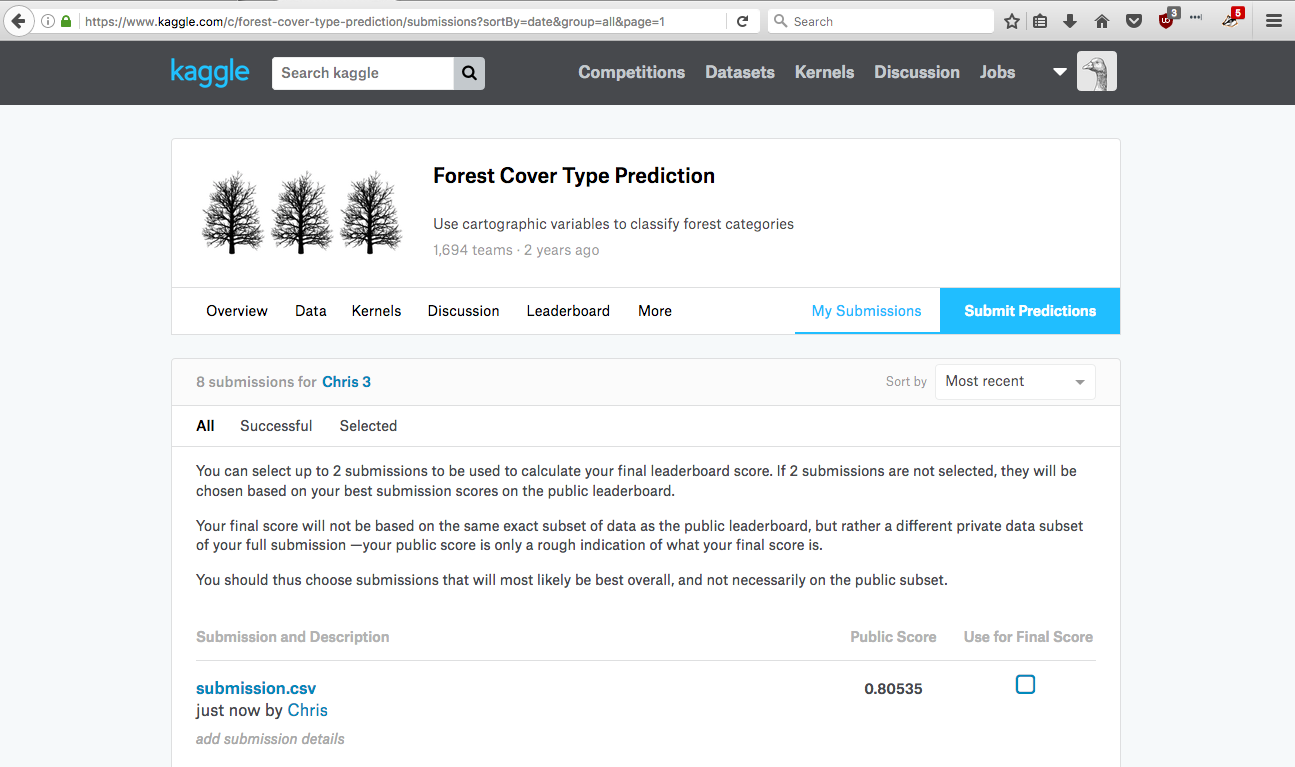 https://www.kaggle.com/c/forest-cover-type-prediction/submissions?sortBy=date&group=all&page=1
Search
3
5
kaggle
Search kaggle
Competitions Datasets Kernels Discussion Jobs
Forest Cover Type Prediction
Use cartographic variables to classify forest categories
1,694 teams · 2 years ago
Overview Data Kernels Discussion Leaderboard More My Submissions Submit Predictions
8 submissions for Chris 3
Sort by Most recent
All Successful Selected
You can select up to 2 submissions to be used to calculate your final leaderboard score. If 2 submissions are not selected, they will be
chosen based on your best submission scores on the public leaderboard.
Your final score will not be based on the same exact subset of data as the public leaderboard, but rather a different private data subset
of your full submission —your public score is only a rough indication of what your final score is.
You should thus choose submissions that will most likely be best overall, and not necessarily on the public subset.
Submission and Description Public Score Use for Final Score
submission.csv 0.80535
just now by Chris
add submission details